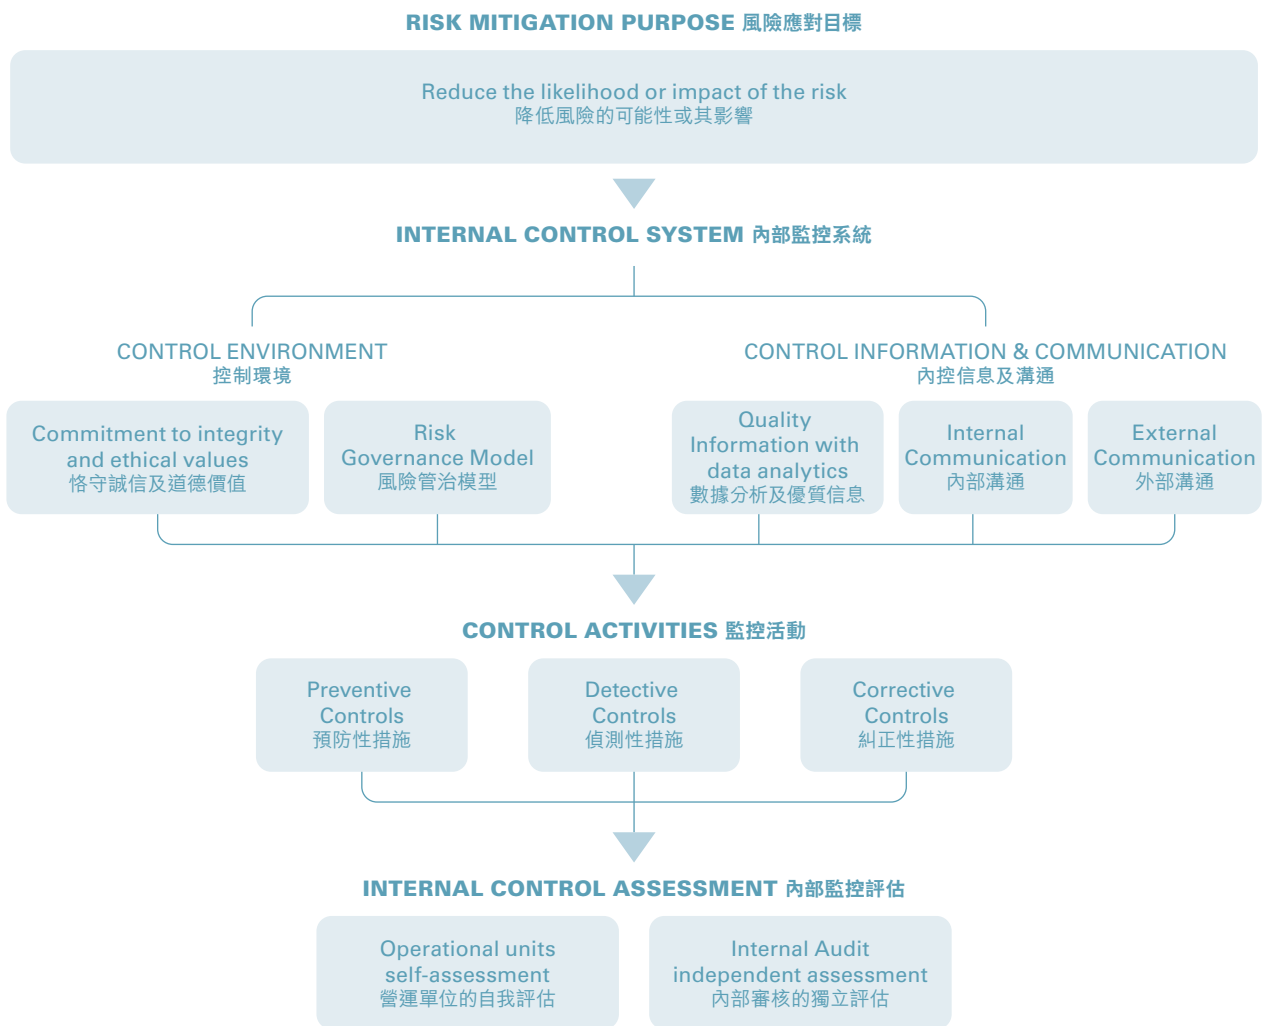 RISK MITIGATION PURPOSE 風險應對目標
Reduce the likelihood or impact of the risk
降低風險的可能性或其影響
INTERNAL CONTROL SYSTEM 內部監控系統
CONTROL ENVIRONMENT
控制環境
Commitment to integrity
and ethical values
恪守誠信及道德價值
Risk
Governance Model
風險管治模型
CONTROL INFORMATION & COMMUNICATION
內控信息及溝通
Quality
Information with
data analytics
數據分析及優質信息
Internal
Communication
內部溝通
External
Communication
外部溝通
CONTROL ACTIVITIES 監控活動
Preventive
Controls
預防性措施
Detective
Controls
偵測性措施
Corrective
Controls
糾正性措施
INTERNAL CONTROL ASSESSMENT 內部監控評估
Operational units
self-assessment
營運單位的自我評估
Internal Audit
independent assessment
內部審核的獨立評估